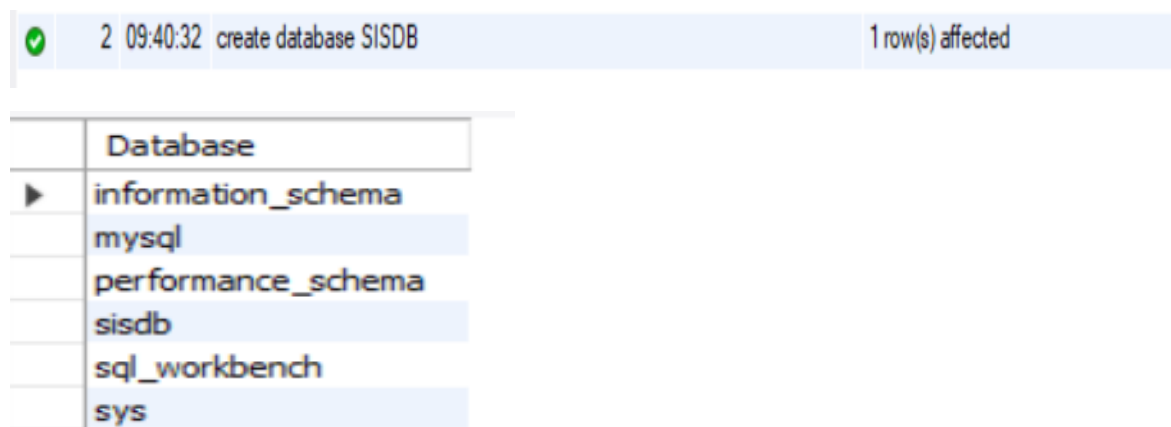 2 09:40:32 create database SISDB 1 row(s) affected
Database
information_schema
mysql
performance_schema
sisdb
sql_workbench
sys